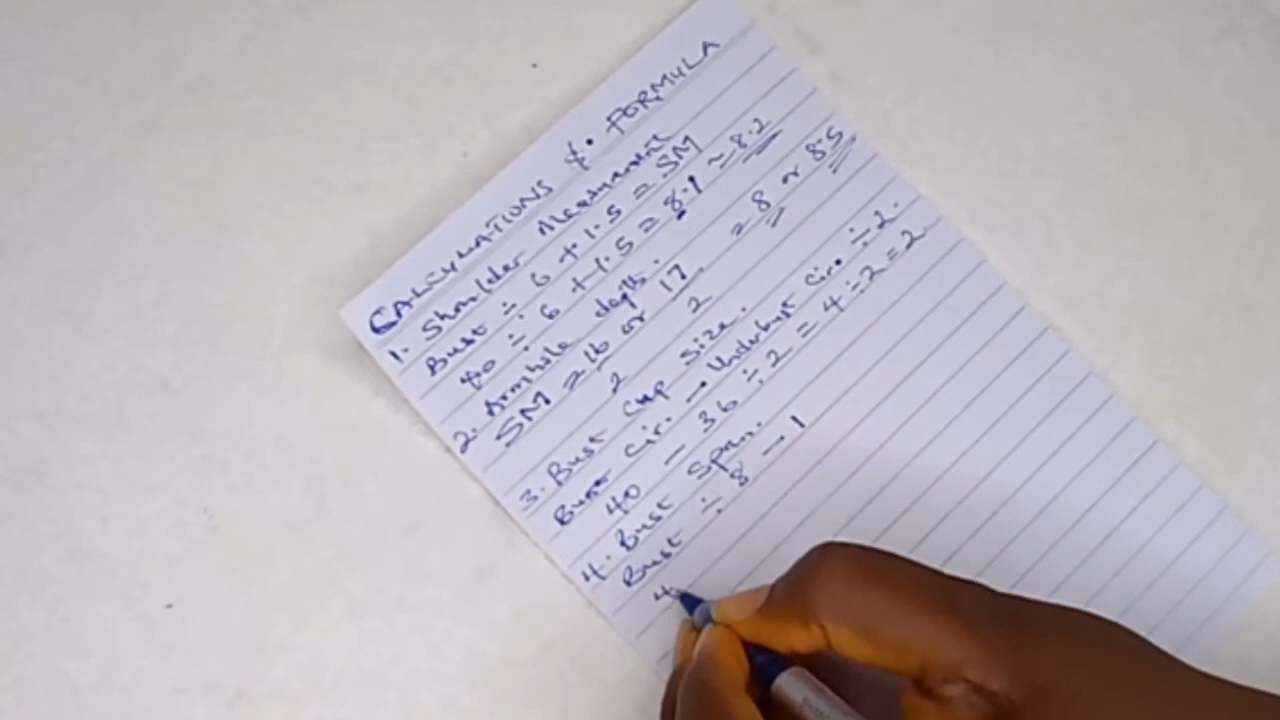 CALCULATIONS &. FORMULA
1. Shoulder Measurement
Bust ÷ 6 + 1.5 = SM
40 ÷ 6 + 1.5 = 8.1 ≈ 8.2
2. Armhole depth.
SM = 16 or 17 = 8 or 8.5
2 2
3. Bust Cup Size.
Bust Cir. - Underbust Circ ÷ 2.
40 - 36 ÷ 2 = 4 ÷ 2 = 2.
4. Bust Span.
Bust ÷ 8 - 1
4